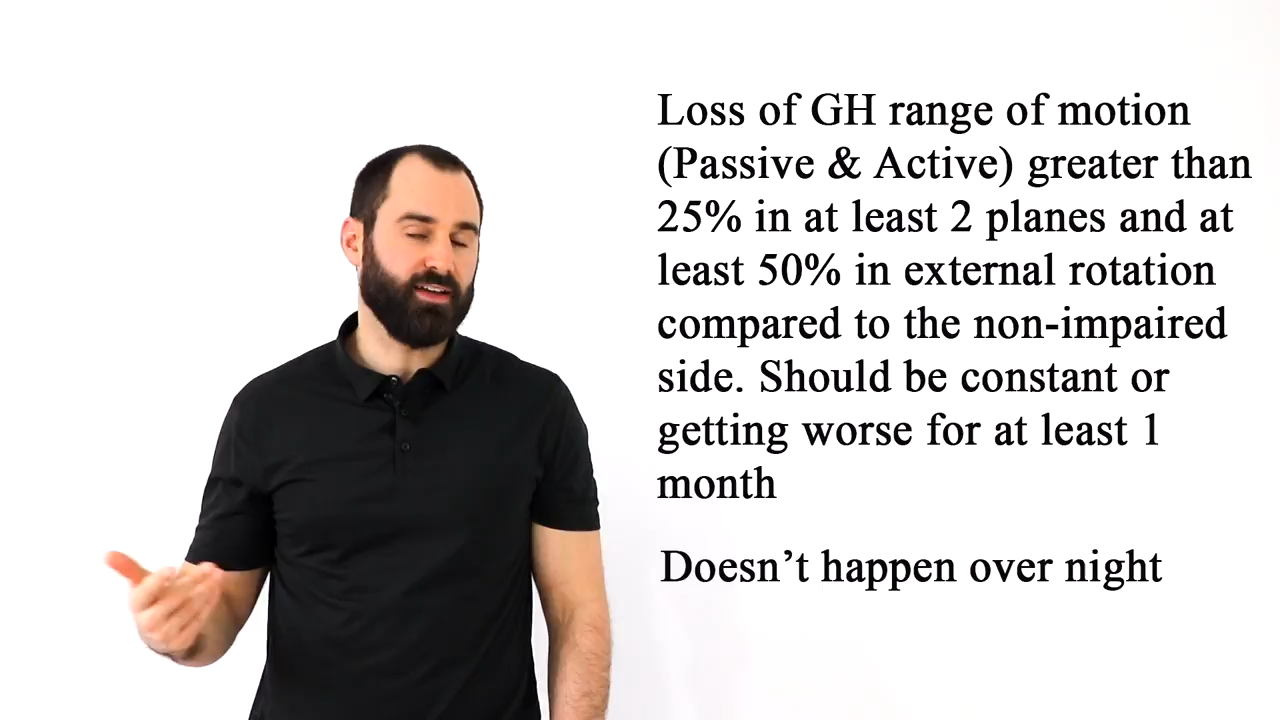 Loss of GH range of motion
(Passive & Active) greater than
25% in at least 2 planes and at
least 50% in external rotation
compared to the non-impaired
side. Should be constant or
getting worse for at least 1
month
Doesn’t happen over night